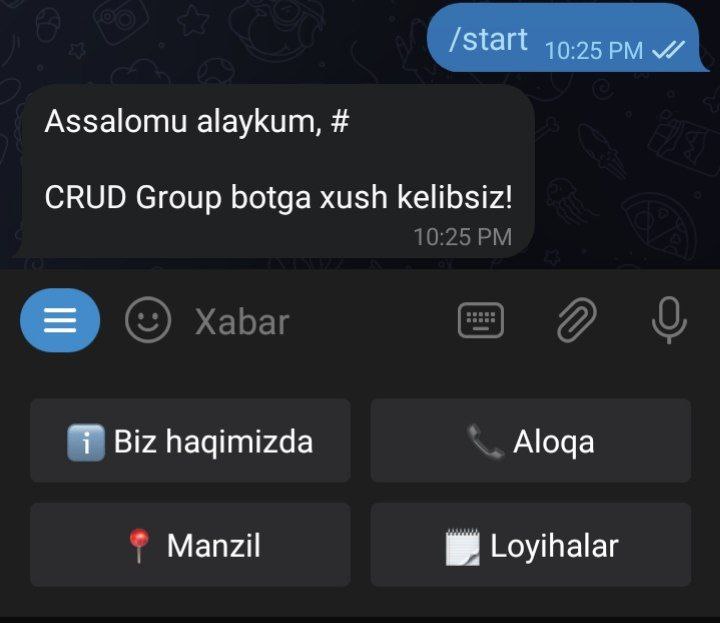 /start 10:25 PM
Assalomu alaykum, #
CRUD Group botga xush kelibsiz!
10:25 PM
Xabar
Biz haqimizda
Aloqa
Manzil
Loyihalar